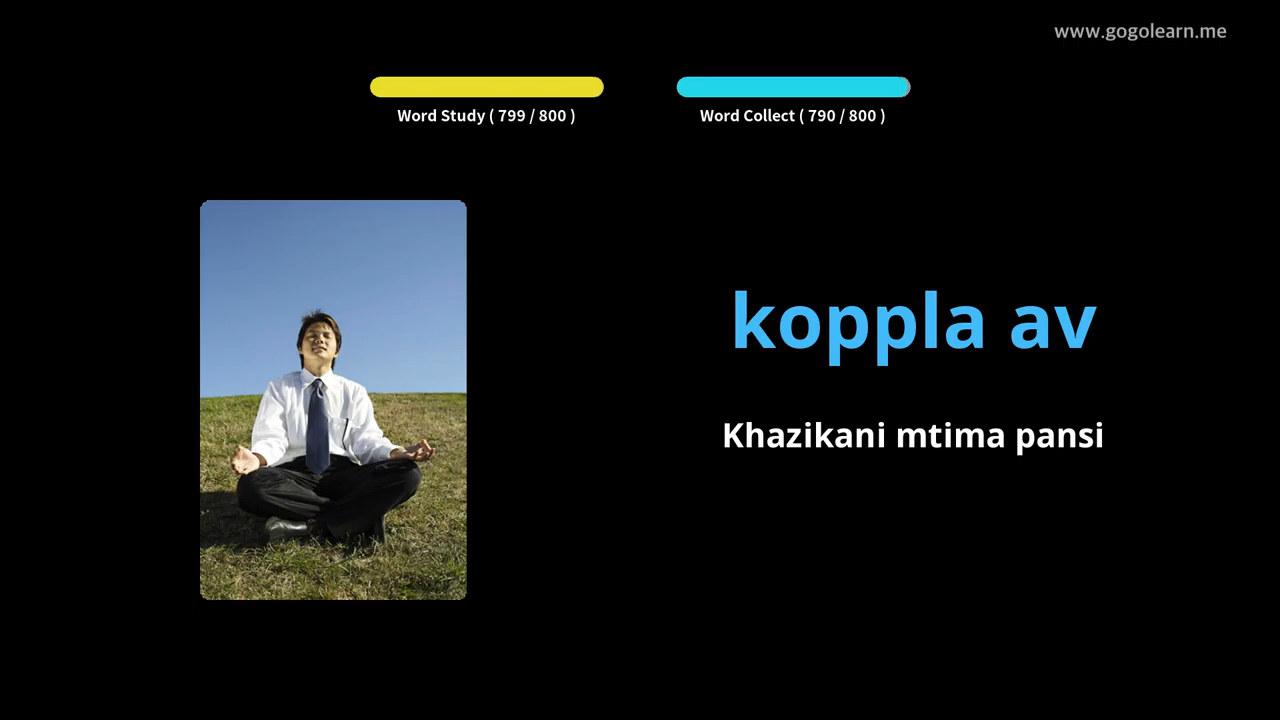 www.gogolearn.me
Word Study ( 799 / 800 )
Word Collect ( 790 / 800 )
koppla av
Khazikani mtima pansi